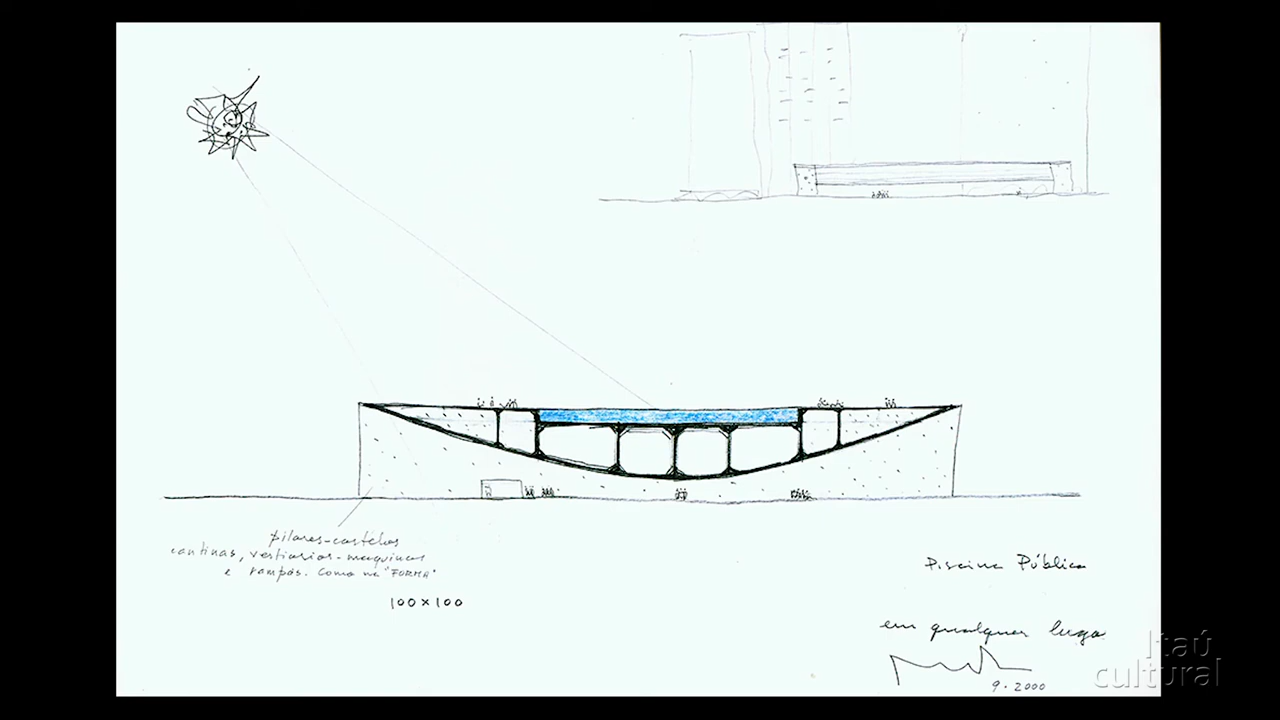 pilares-castelos
cantinas, vestiarios-maquinas
e rampas. Como na "FORMA"
100×100
Piscina Pública
em qualquer lugar
9.2000
Itaú
cultural